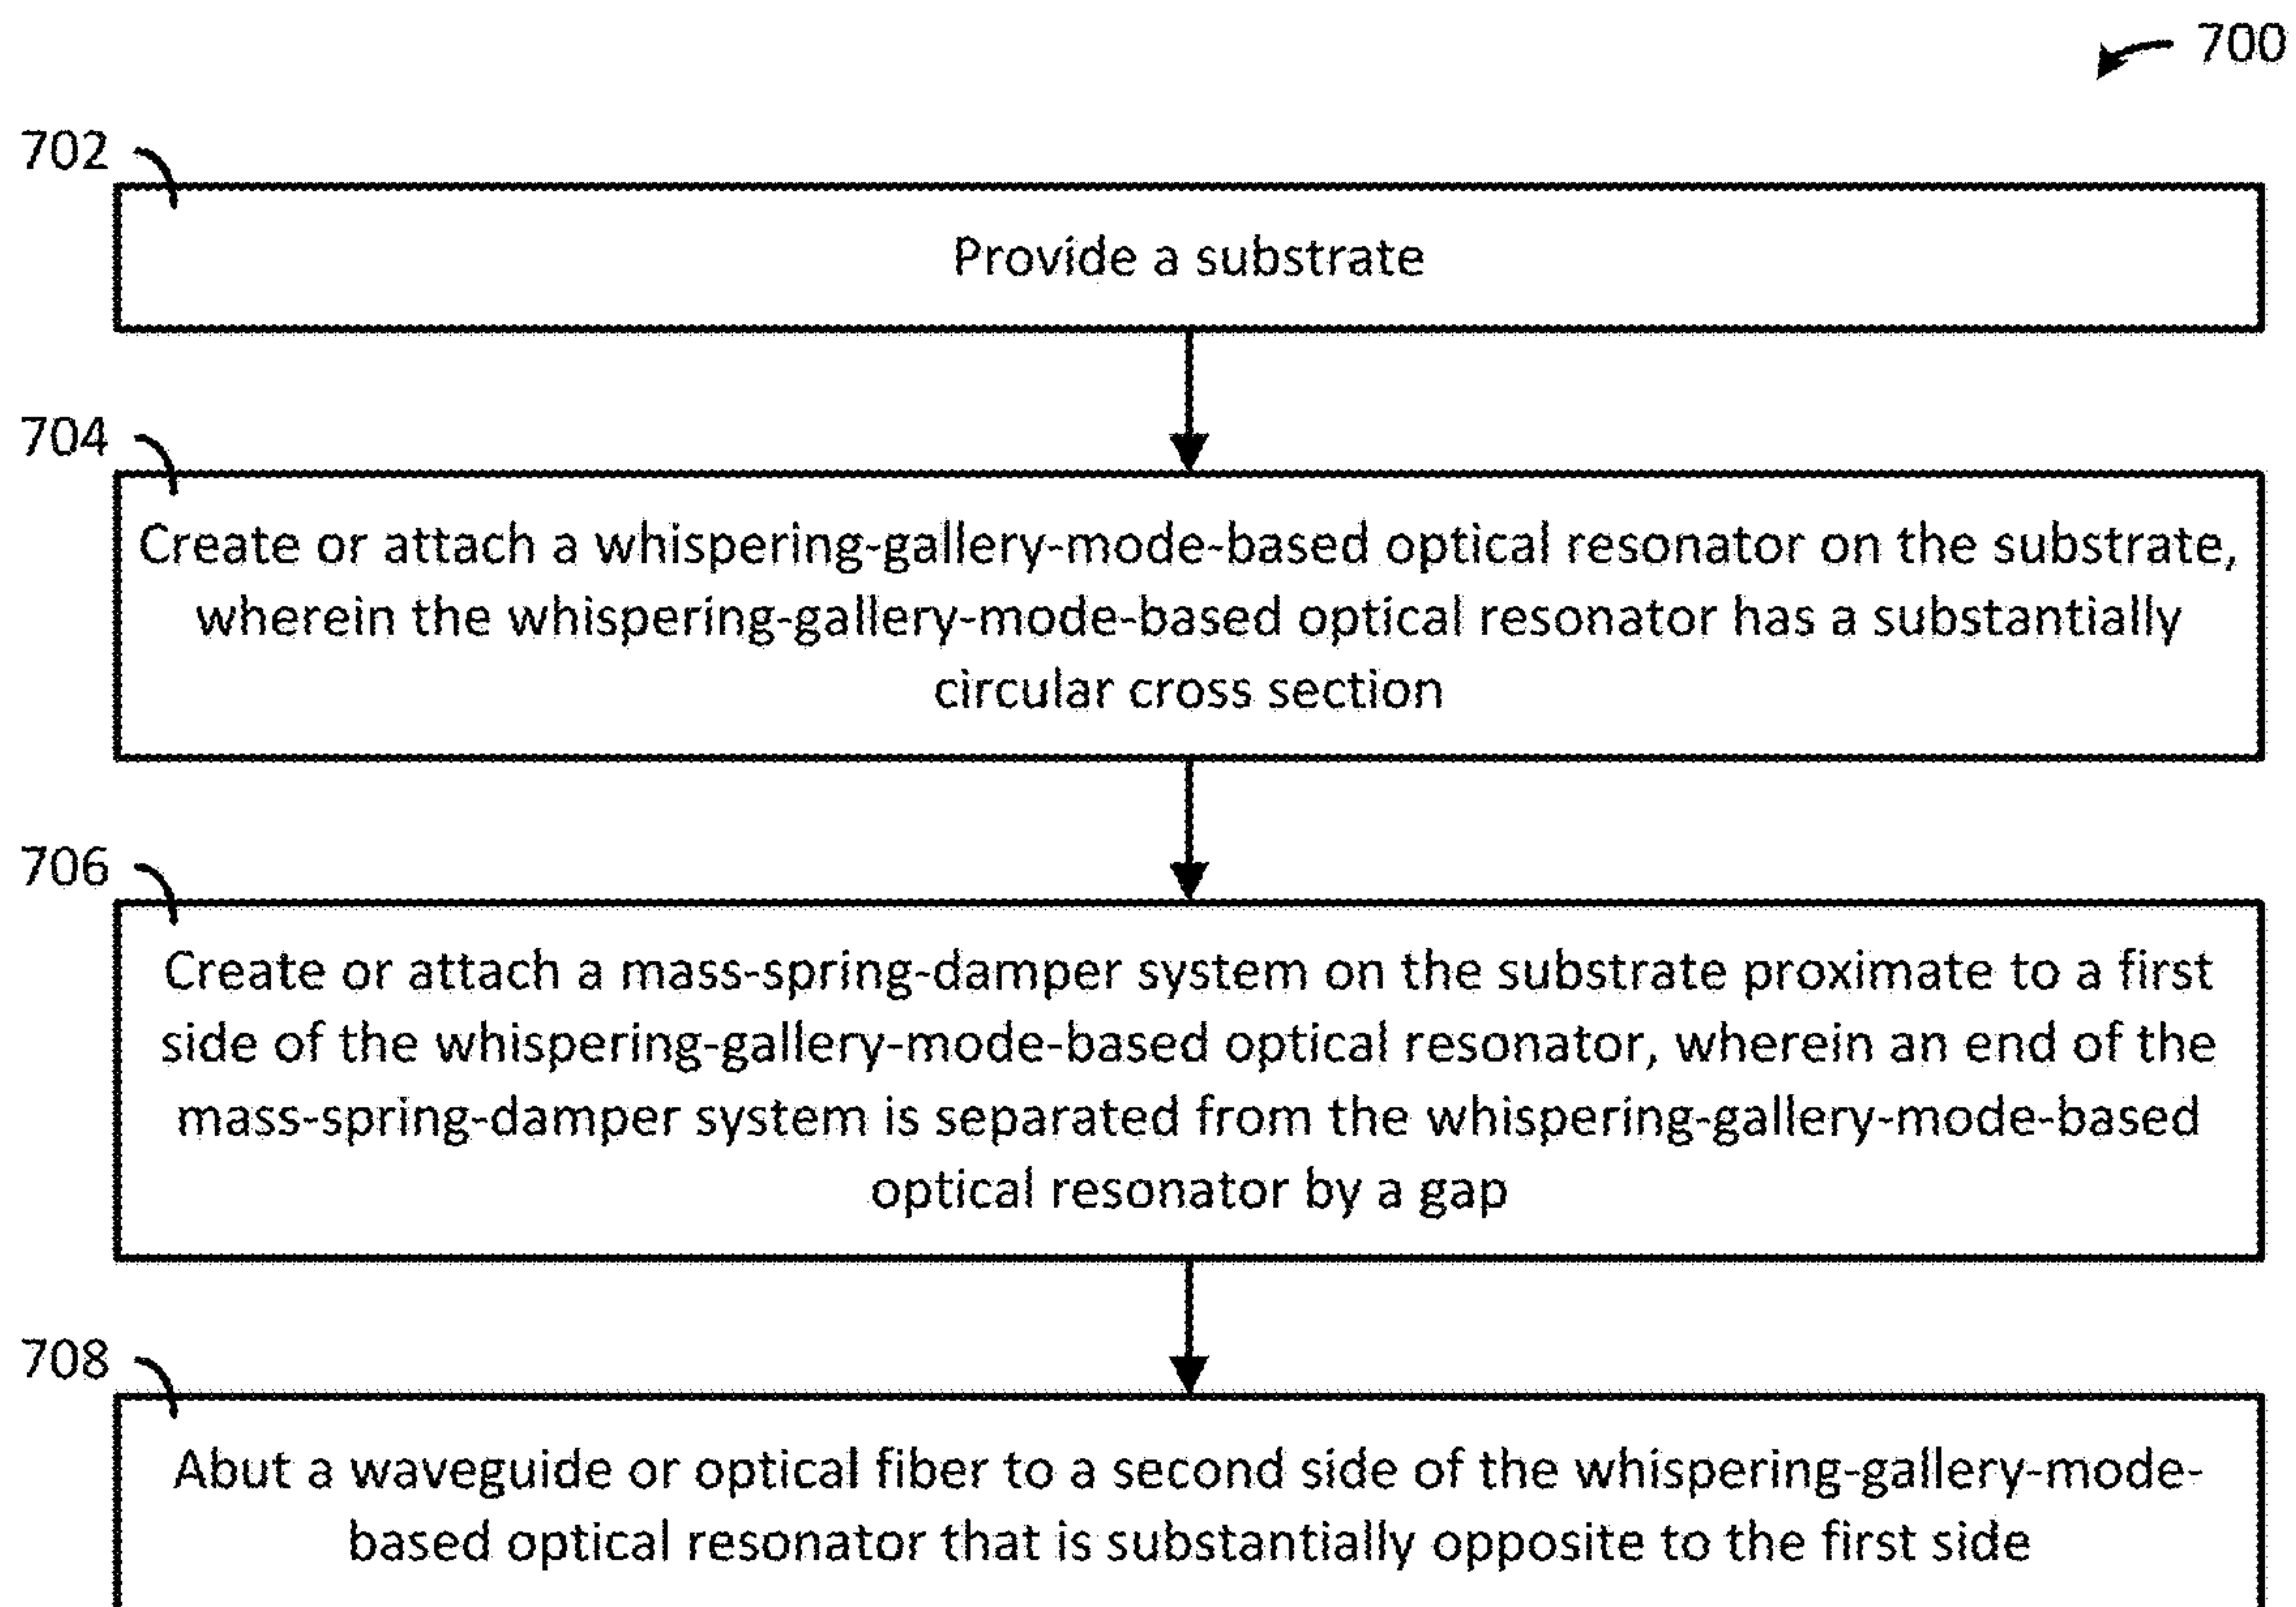 700
702
Provide a substrate
704
Create or attach a whispering-gallery-mode-based optical resonator on the substrate,
wherein the whispering-gallery-mode-based optical resonator has a substantially
circular cross section
706
Create or attach a mass-spring-damper system on the substrate proximate to a first
side of the whispering-gallery-mode-based optical resonator, wherein an end of the
mass-spring-damper system is separated from the whispering-gallery-mode-based
optical resonator by a gap
708
Abut a waveguide or optical fiber to a second side of the whispering-gallery-mode-
based optical resonator that is substantially opposite to the first side